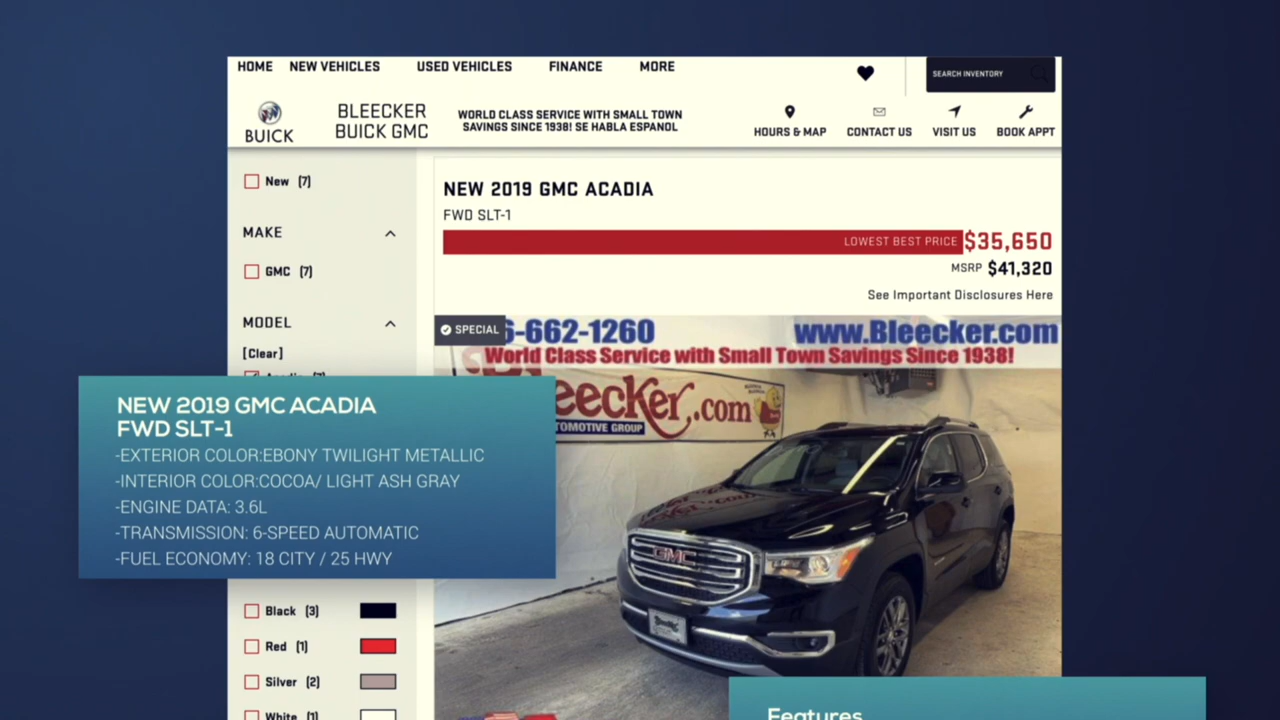 HOME NEW VEHICLES USED VEHICLES FINANCE MORE
SEARCH INVENTORY
BUICK
BLEECKER
BUICK GMC
WORLD CLASS SERVICE WITH SMALL TOWN
SAVINGS SINCE 1938! SE HABLA ESPANOL
HOURS & MAP CONTACT US VISIT US BOOK APPT
New (7)
MAKE
GMC (7)
MODEL
[Clear]
NEW 2019 GMC ACADIA
FWD SLT-1
LOWEST BEST PRICE $35,650
MSRP $41,320
See Important Disclosures Here
SPECIAL
6-662-1260 www.Bleecker.com
World Class Service with Small Town Savings Since 1938!
eecker.com
TOMOTIVE GROUP
GMC
NEW 2019 GMC ACADIA
FWD SLT-1
-EXTERIOR COLOR:EBONY TWILIGHT METALLIC
-INTERIOR COLOR:COCOA/ LIGHT ASH GRAY
-ENGINE DATA: 3.6L
-TRANSMISSION: 6-SPEED AUTOMATIC
-FUEL ECONOMY: 18 CITY / 25 HWY
Black (3)
Red (1)
Silver (2)
White (1)
Features